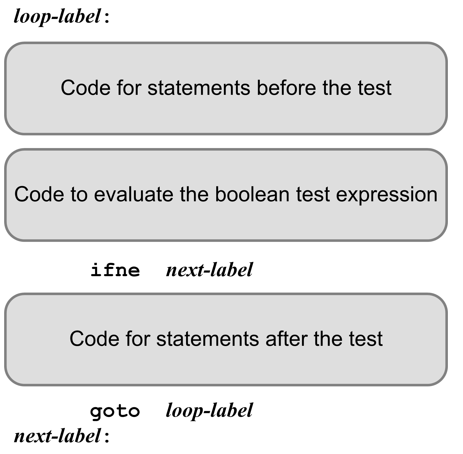 loop-label:
Code for statements before the test
Code to evaluate the boolean test expression
ifne next-label
Code for statements after the test
goto loop-label
next-label: